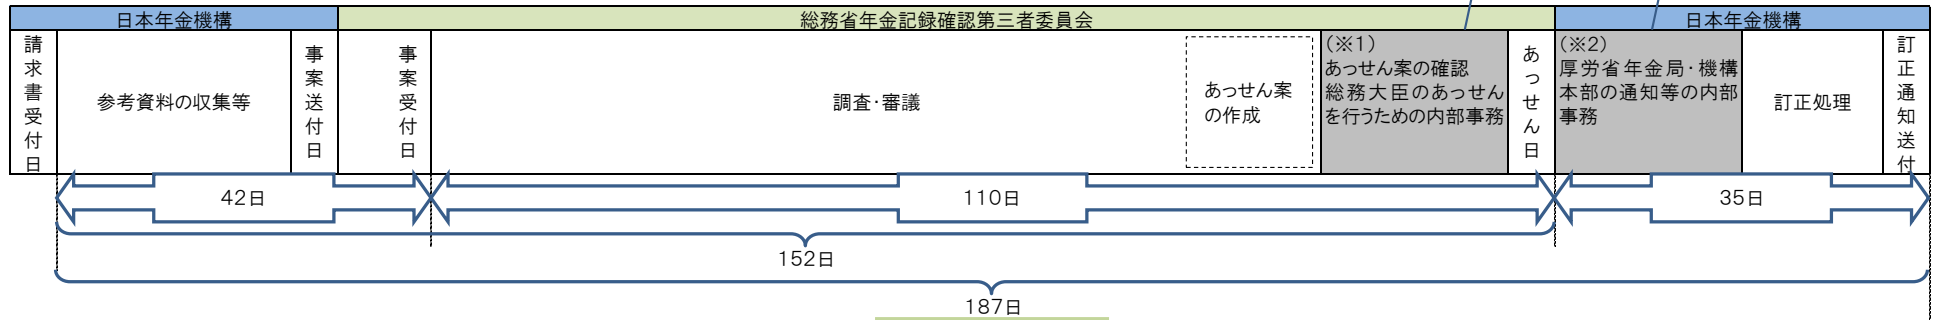 日本年金機構
総務省年金記録確認第三者委員会
日本年金機構
請求書受付日
参考資料の収集等
事案送付日
事案受付日
調査・審議
あっせん案
の作成
(※1)
あっせん案の確認
総務大臣のあっせん
を行うための内部事務
あっせん日
(※2)
厚労省年金局・機構
本部の通知等の内部
事務
訂正処理
訂正通知送付
42日
110日
35日
152日
187日